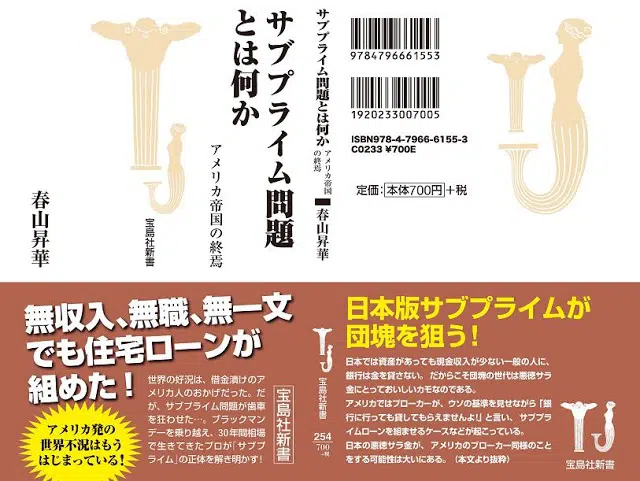 サブプライム問題
とは何か
アメリカ帝国の終焉
春山昇華
宝島社新書
サブプライム問題とは何か
アメリカ帝国
の終焉
春山昇華
9784796661553
1920233007005
ISBN978-4-7966-6155-3
C0233 ¥700E
定価：本体700円+税
無収入、無職、無一文
でも住宅ローンが
組めた！
アメリカ発の
世界不況はもう
はじまっている！
世界の好況は、借金漬けのア
メリカ人のおかげだった。だ
が、サブプライム問題が歯車
を狂わせた…。ブラックマン
デーを乗り越え、30年間相場
で生きてきたプロが「サブプ
ライム」の正体を解き明かす！
宝島社新書
宝島社新書
254
700
+税
日本版サブプライムが
団塊を狙う！
日本では資産があっても現金収入が少ない一般の人に、
銀行は金を貸さない。だからこそ団塊の世代は悪徳サラ
金にとっておいしいカモなのである。
アメリカではブローカーが、ウソの基準を見せながら「銀
行に行っても貸してもらえませんよ!」と言い、サブプラ
イムローンを組ませるケースなどが起こっている。
日本の悪徳サラ金が、アメリカのブローカー同様のこと
をする可能性は大いにある。（本文より抜粋）
宝島社新書